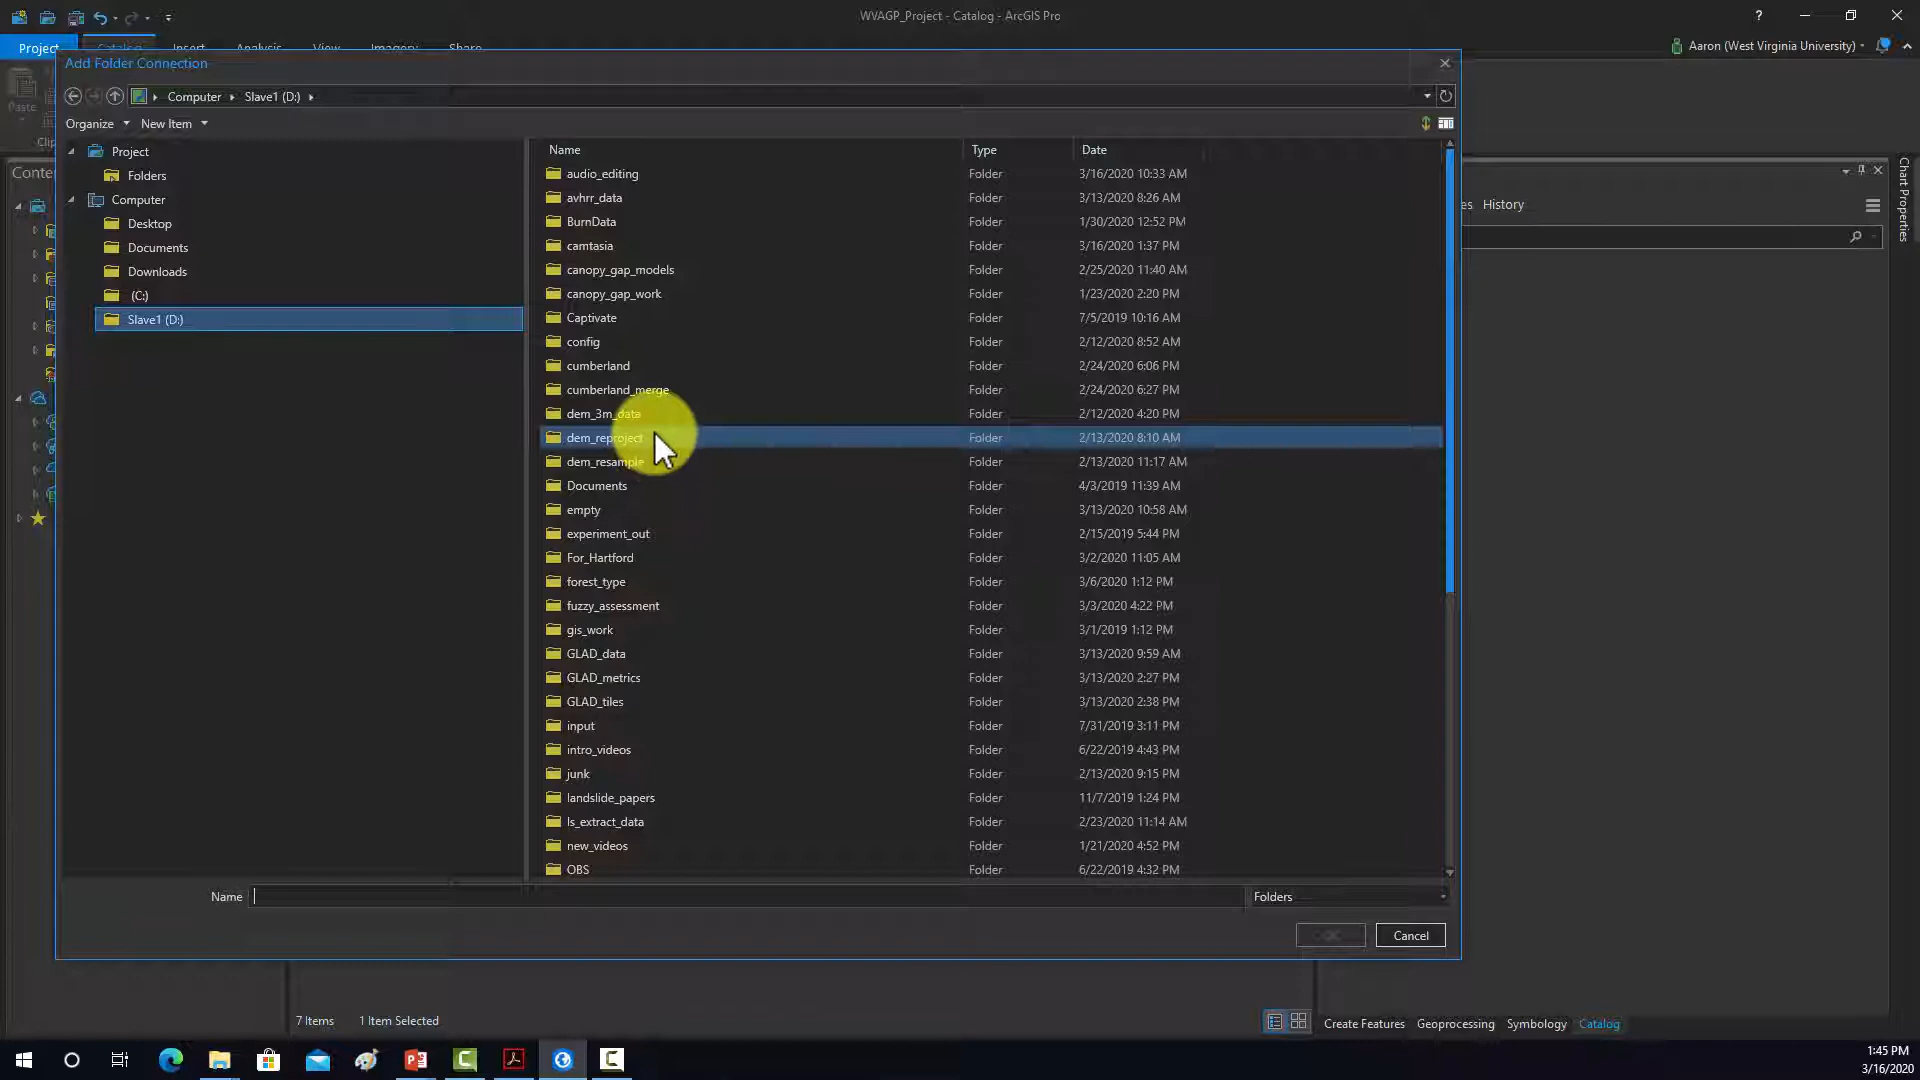 WVAGP_Project - Catalog - ArcGIS Pro
?
Project Catalog Insert Analysis View Imagery Share
Aaron (West Virginia University)
Paste
Add Folder Connection
Computer Slave1 (D:)
Organize New Item
Project
Folders
Computer
Desktop
Documents
Downloads
(C:)
Slave1 (D:)
Name Type Date
audio_editing Folder 3/16/2020 10:33 AM
avhrr_data Folder 3/13/2020 8:26 AM
BurnData Folder 1/30/2020 12:52 PM
camtasia Folder 3/16/2020 1:37 PM
canopy_gap_models Folder 2/25/2020 11:40 AM
canopy_gap_work Folder 1/23/2020 2:20 PM
Captivate Folder 7/5/2019 10:16 AM
config Folder 2/12/2020 8:52 AM
cumberland Folder 2/24/2020 6:06 PM
cumberland_merge Folder 2/24/2020 6:27 PM
dem_3m_data Folder 2/12/2020 4:20 PM
dem_reproject Folder 2/13/2020 8:10 AM
dem_resample Folder 2/13/2020 11:17 AM
Documents Folder 4/3/2019 11:39 AM
empty Folder 3/13/2020 10:58 AM
experiment_out Folder 2/15/2019 5:44 PM
For_Hartford Folder 3/2/2020 11:05 AM
forest_type Folder 3/6/2020 1:12 PM
fuzzy_assessment Folder 3/3/2020 4:22 PM
gis_work Folder 3/1/2019 1:12 PM
GLAD_data Folder 3/13/2020 9:59 AM
GLAD_metrics Folder 3/13/2020 2:27 PM
GLAD_tiles Folder 3/13/2020 2:38 PM
input Folder 7/31/2019 3:11 PM
intro_videos Folder 6/22/2019 4:43 PM
junk Folder 2/13/2020 9:15 PM
landslide_papers Folder 11/7/2019 1:24 PM
ls_extract_data Folder 2/23/2020 11:14 AM
new_videos Folder 1/21/2020 4:52 PM
OBS Folder 6/22/2019 4:32 PM
Name
Folders
Cancel
Clip
Conte
es History
Chart Properties
7 Items 1 Item Selected
Create Features Geoprocessing Symbology Catalog
1:45 PM
3/16/2020